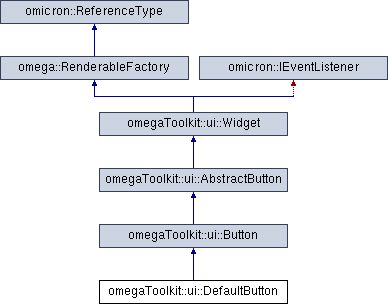 omicron::ReferenceType
omega::RenderableFactory
omicron::IEventListener
omegaToolkit::ui::Widget
omegaToolkit::ui::AbstractButton
omegaToolkit::ui::Button
omegaToolkit::ui::DefaultButton